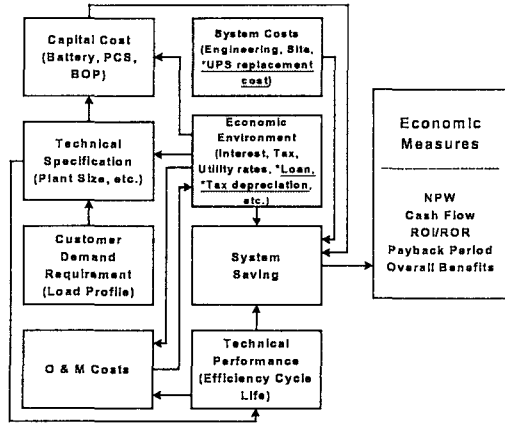 Capital Cost
(Battery, PCS,
BOP)
System Costs
(Engineering, Site,
*UPS replacement
cost)
Technical
Specification
(Plant Size, etc.)
Economic
Environment
(Interest, Tax,
Utility rates, *Loan,
*Tax depreciation,
etc.)
Economic
Measures
NPW
Cash Flow
ROI/ROR
Payback Period
Overall Benefits
Customer
Demand
Requirement
(Load Profile)
System
Saving
O & M Costs
Technical
Performance
(Efficiency Cycle
Life)